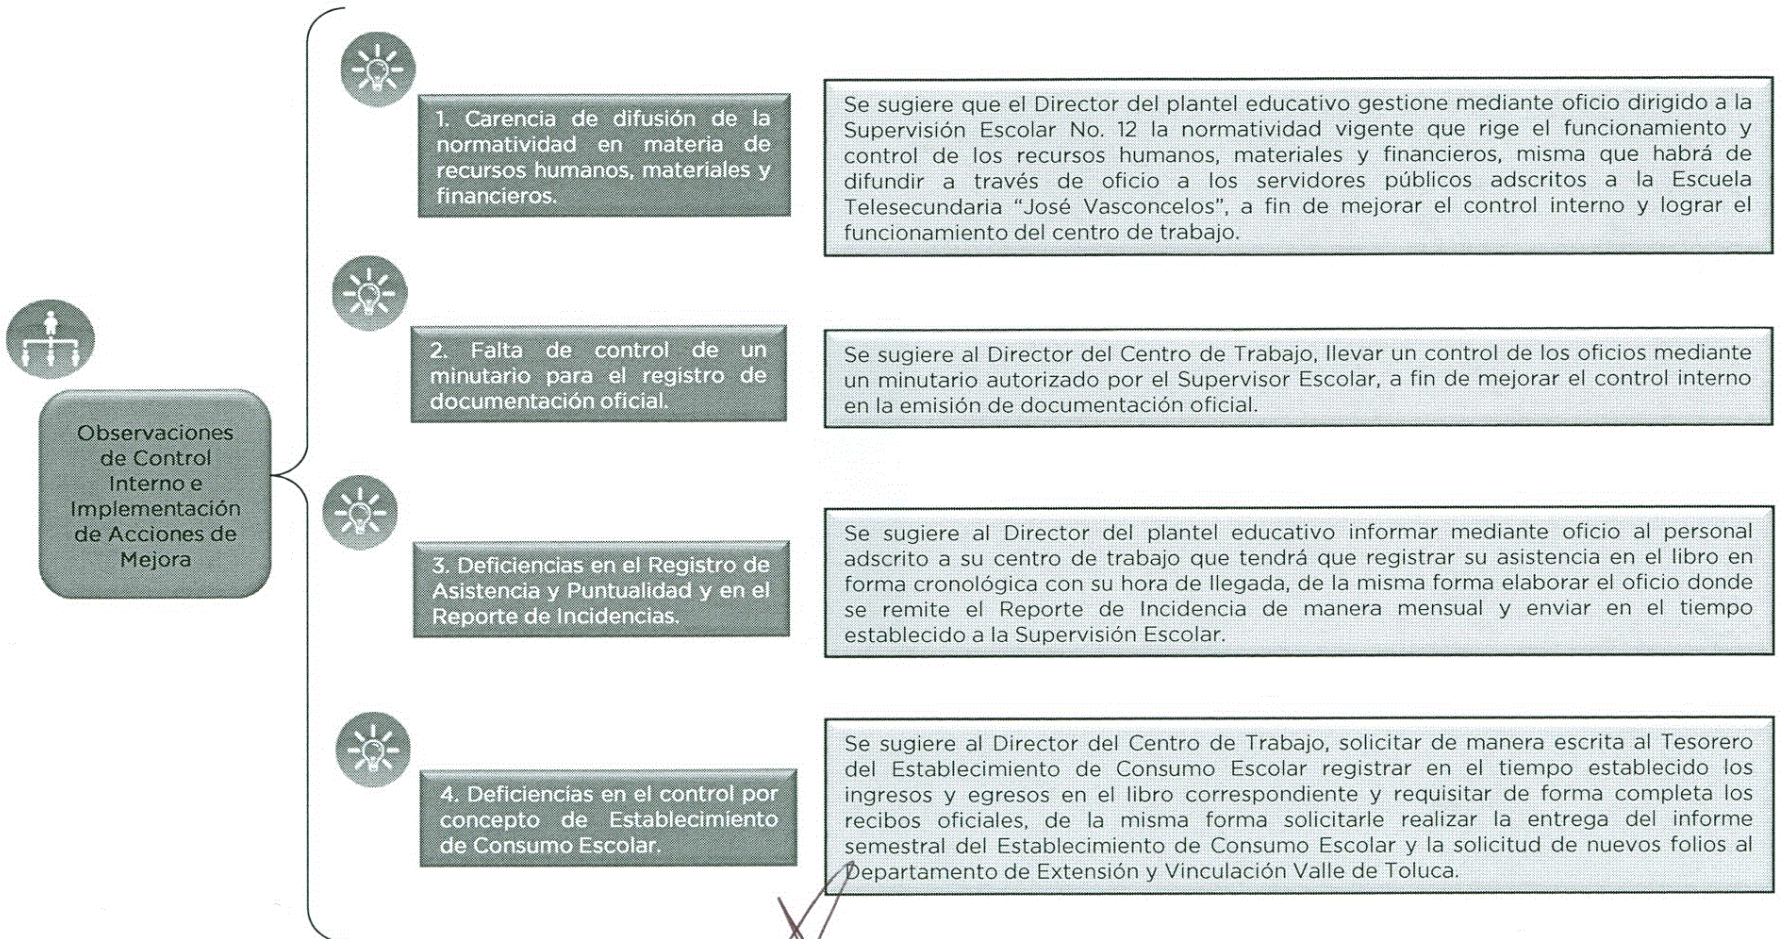 Observaciones
de Control
Interno e
Implementación
de Acciones de
Mejora
1. Carencia de difusión de la
normatividad en materia de
recursos humanos, materiales y
financieros.
Se sugiere que el Director del plantel educativo gestione mediante oficio dirigido a la
Supervisión Escolar No. 12 la normatividad vigente que rige el funcionamiento y
control de los recursos humanos, materiales y financieros, misma que habrá de
difundir a través de oficio a los servidores públicos adscritos a la Escuela
Telesecundaria "José Vasconcelos", a fin de mejorar el control interno y lograr el
funcionamiento del centro de trabajo.
2. Falta de control de un
minutario para el registro de
documentación oficial.
Se sugiere al Director del Centro de Trabajo, llevar un control de los oficios mediante
un minutario autorizado por el Supervisor Escolar, a fin de mejorar el control interno
en la emisión de documentación oficial.
3. Deficiencias en el Registro de
Asistencia y Puntualidad y en el
Reporte de Incidencias.
Se sugiere al Director del plantel educativo informar mediante oficio al personal
adscrito a su centro de trabajo que tendrá que registrar su asistencia en el libro en
forma cronológica con su hora de llegada, de la misma forma elaborar el oficio donde
se remite el Reporte de Incidencia de manera mensual y enviar en el tiempo
establecido a la Supervisión Escolar.
4. Deficiencias en el control por
concepto de Establecimiento
de Consumo Escolar.
Se sugiere al Director del Centro de Trabajo, solicitar de manera escrita al Tesorero
del Establecimiento de Consumo Escolar registrar en el tiempo establecido los
ingresos y egresos en el libro correspondiente y requisitar de forma completa los
recibos oficiales, de la misma forma solicitarle realizar la entrega del informe
semestral del Establecimiento de Consumo Escolar y la solicitud de nuevos folios al
Departamento de Extensión y Vinculación Valle de Toluca.